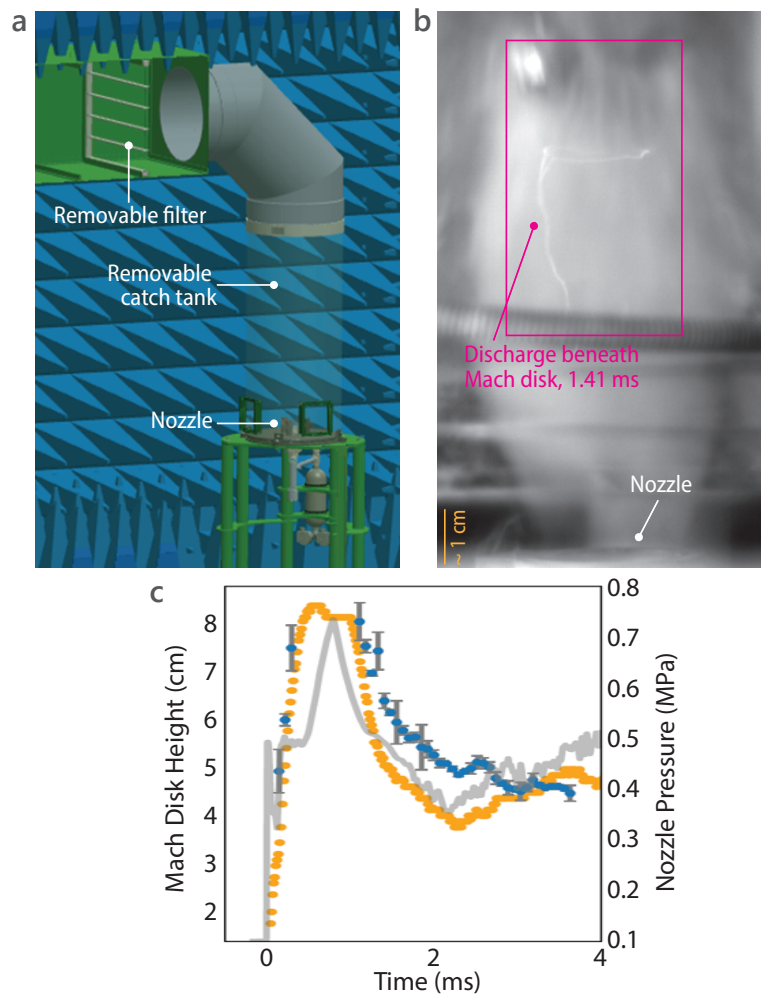 a
Removable filter
Removable
catch tank
Nozzle
b
Discharge beneath
Mach disk, 1.41 ms
Nozzle
~ 1 cm
c
Mach Disk Height (cm)
8
7
6
5
4
3
2
0.8
0.7
0.6
0.5
0.4
0.3
0.2
0.1
Nozzle Pressure (MPa)
0
2
4
Time (ms)